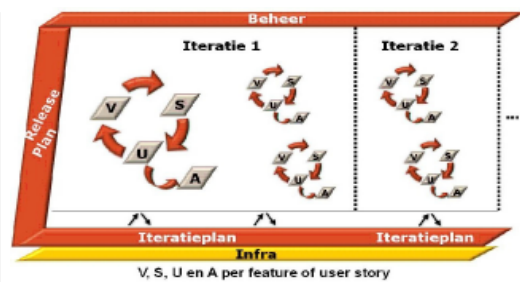 Beheer
Iteratie 1
Iteratie 2
Release
Plan
V
S
U
A
V
S
U
A
V
S
U
A
V
S
U
A
V
S
U
A
...
Iteratieplan
Iteratieplan
Infra
V, S, U en A per feature of user story